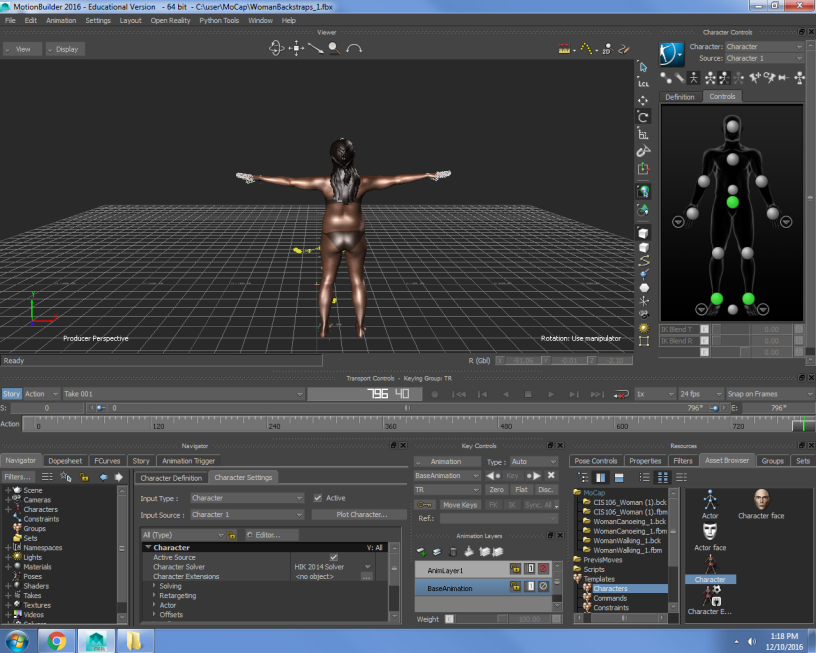 MotionBuilder 2016 - Educational Version - 64 bit - C:\user\MoCap\WomanBackstraps_1.fbx
File Edit Animation Settings Layout Open Reality Python Tools Window Help
Viewer
View Display
2D
Producer Perspective
Rotation: Use manipulator
Ready
R (Gbl) X -91.06 Y -0.01 Z -2.10
LCL
Character Controls
Character: Character
Source: Character 1
Definition Controls
IK Blend T 0.00
IK Blend R 0.00
0.00
Transport Controls - Keying Group: TR
Story Action Take 001 796 40 1x 24 fps Snap on Frames
S: 0 0 796* E: 796*
Action 0 120 240 360 480 600 720
Navigator
Navigator Dopesheet FCurves Story Animation Trigger
Filters...
Scene
Cameras
Characters
Constraints
Groups
Sets
Namespaces
Lights
Materials
Poses
Shaders
Takes
Textures
Videos
Character Definition Character Settings
Input Type : Character Active
Input Source : Character 1 Plot Character...
All (Type) Editor...
Character V: All
Active Source
Character Solver HIK 2014 Solver
Character Extensions <no object> ...
Solving
Retargeting
Actor
Offsets
Key Controls
Animation Type : Auto
BaseAnimation Key
TR Zero Flat Disc.
Move Keys FK IK Sync. All
Ref.:
Animation Layers
AnimLayer1
BaseAnimation
Weight 100.00
Resources
Pose Controls Properties Filters Asset Browser Groups Sets
MoCap
CIS106_Woman (1).bck
CIS106_Woman (1).fbm
WomanCanoeing_1.bck
WomanCanoeing_1.fbm
WomanWalking_1.bck
WomanWalking_1.fbm
PrevisMoves
Scripts
Templates
Characters
Commands
Constraints
Actor
Character face
Actor face
Character
Character E...
1:18 PM
12/10/2016